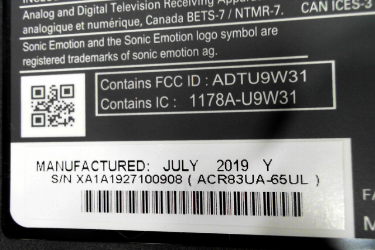 Analog and Digital Television Receiving Appar
analogique et numérique, Canada BETS-7 / NTMR-7. CAN ICES-3
Sonic Emotion and the Sonic Emotion logo symbol are
registered trademarks of sonic emotion ag.
Contains FCC ID : ADTU9W31
Contains IC : 1178A-U9W31
MANUFACTURED: JULY 2019 Y
S/N XA1A1927100908 ( ACR83UA-65UL )
FA
M